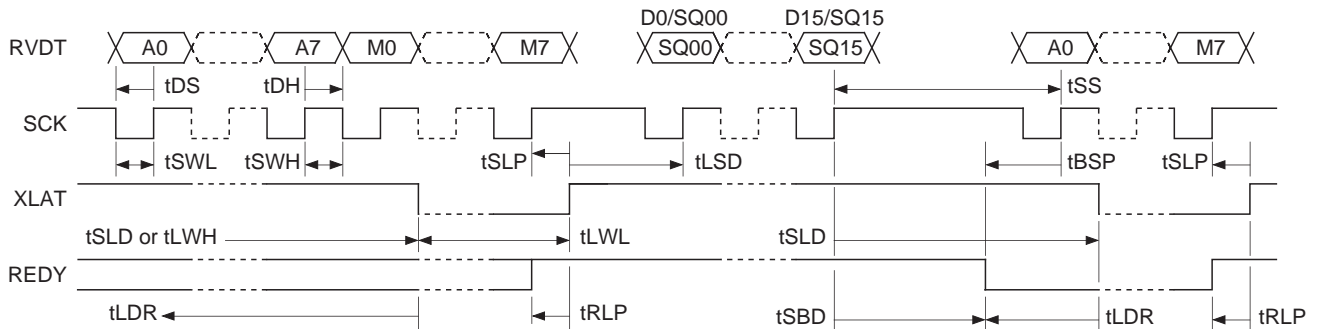 D0/SQ00 D15/SQ15
RVDT A0 A7 M0 M7 SQ00 SQ15 A0 M7
tDS tDH tSS
SCK
tSWL tSWH tSLP tLSD tBSP tSLP
XLAT
tSLD or tLWH tLWL tSLD
REDY
tLDR tRLP tSBD tLDR tRLP